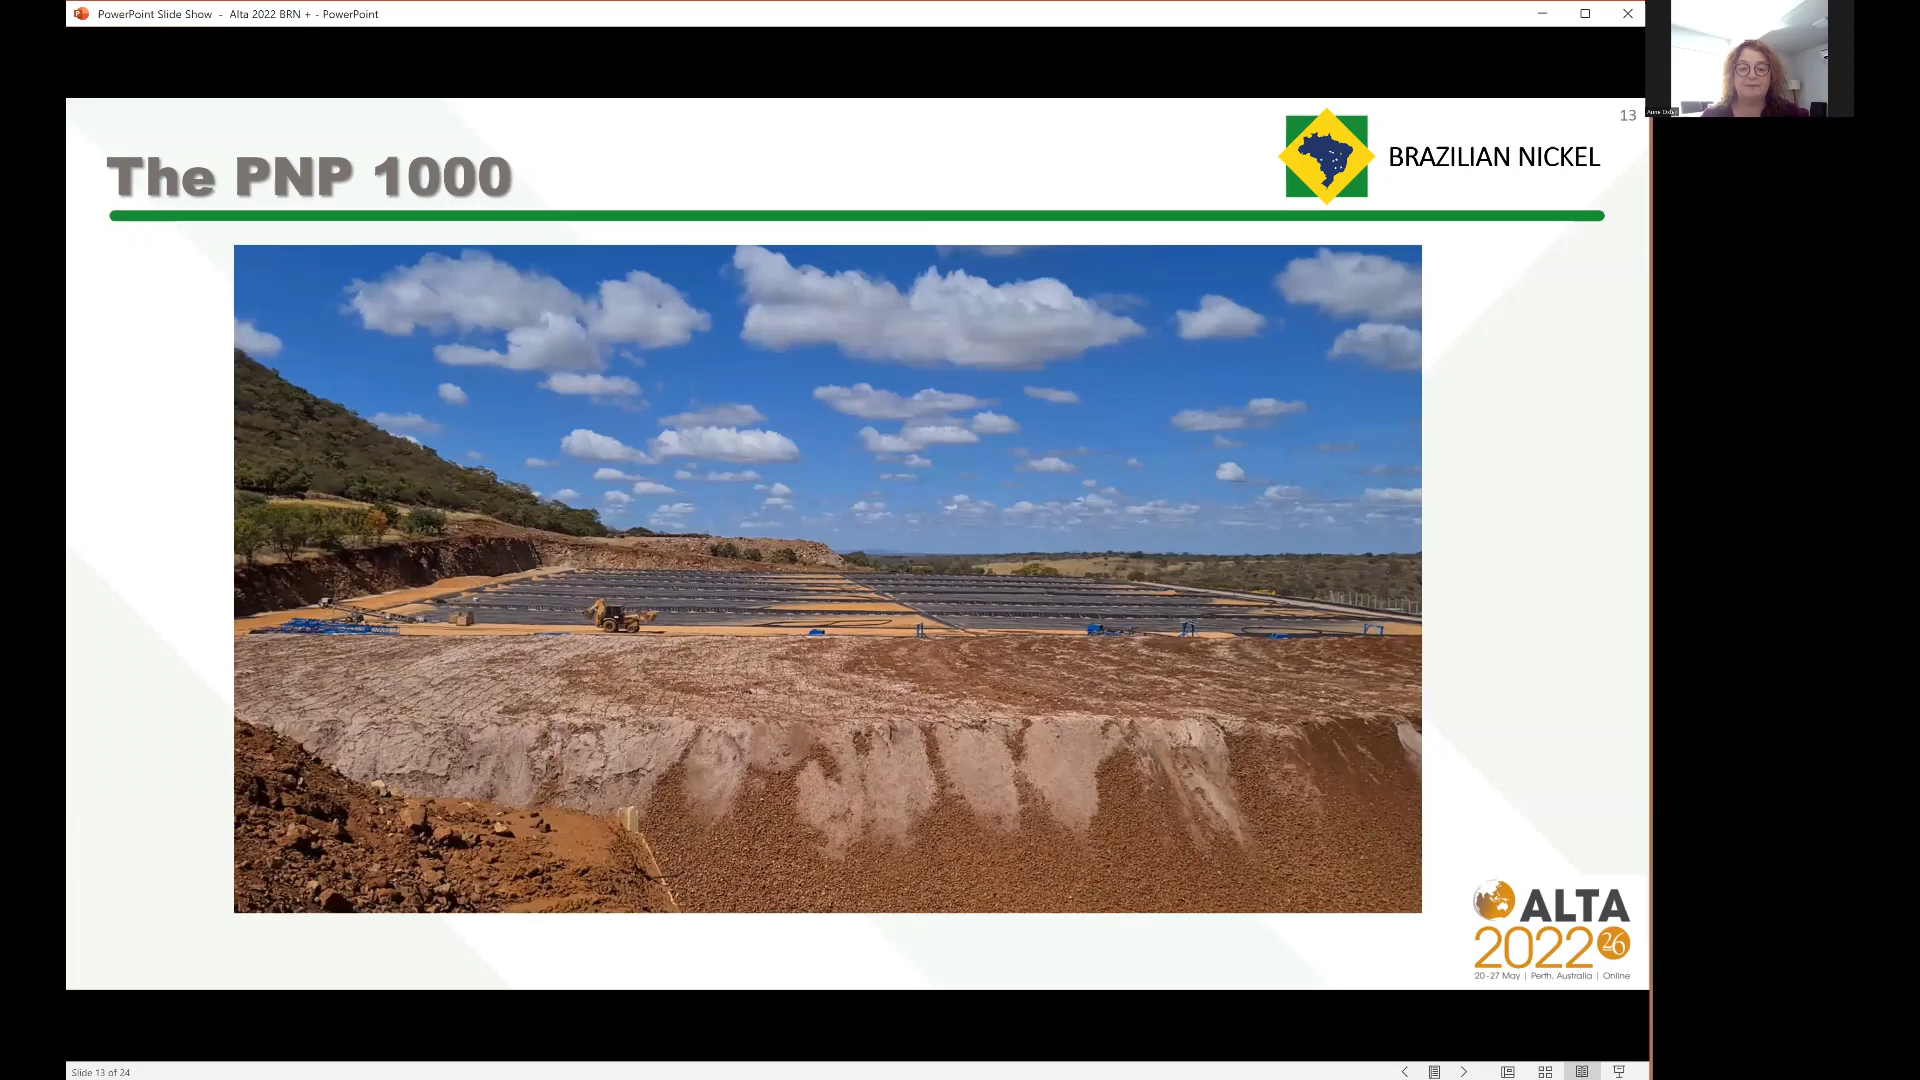 PowerPoint Slide Show - Alta 2022 BRN + - PowerPoint
13
The PNP 1000
BRAZILIAN NICKEL
ALTA
2022 26
20-27 May | Perth, Australia | Online
Slide 13 of 24